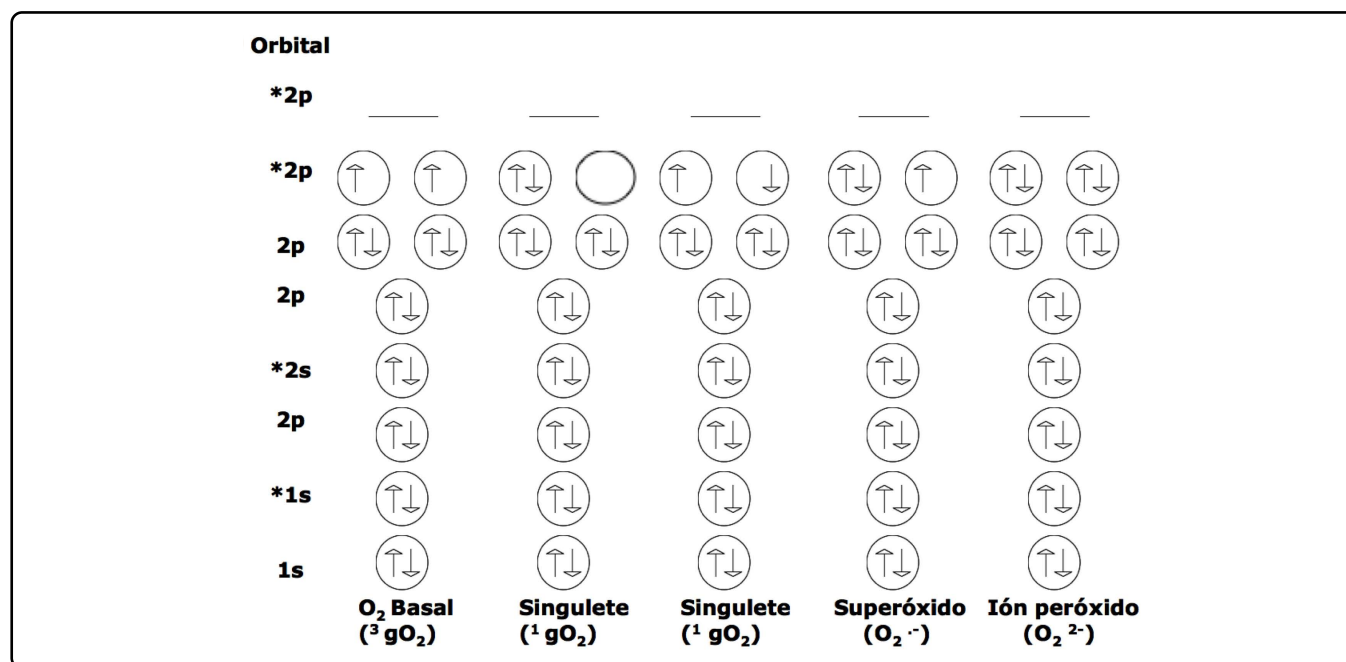 Orbital
*2p
*2p
2p
2p
*2s
2p
*1s
1s
O₂ Basal Singulete Singulete Superóxido Ión peróxido
(³ gO₂) (¹ gO₂) (¹ gO₂) (O₂ ·-) (O₂ ²⁻)